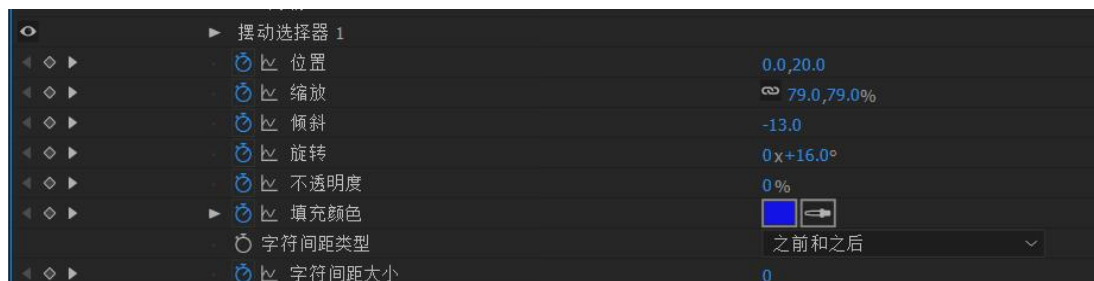 摆动选择器 1
位置 0.0,20.0
缩放 79.0,79.0%
倾斜 -13.0
旋转 0x+16.0°
不透明度 0%
填充颜色
字符间距类型 之前和之后
字符间距大小 0